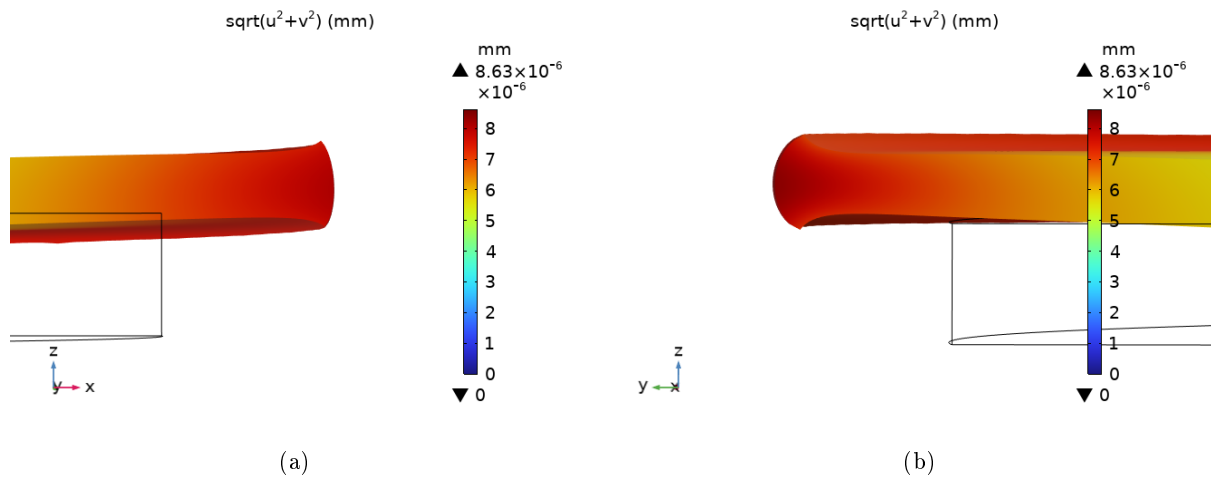 sqrt(u²+v²) (mm)
mm
▲ 8.63×10⁻⁶
×10⁻⁶
8
7
6
5
4
3
2
1
0
▼ 0
z
y x
(a)
sqrt(u²+v²) (mm)
mm
▲ 8.63×10⁻⁶
×10⁻⁶
8
7
6
5
4
3
2
1
0
▼ 0
z
y x
(b)